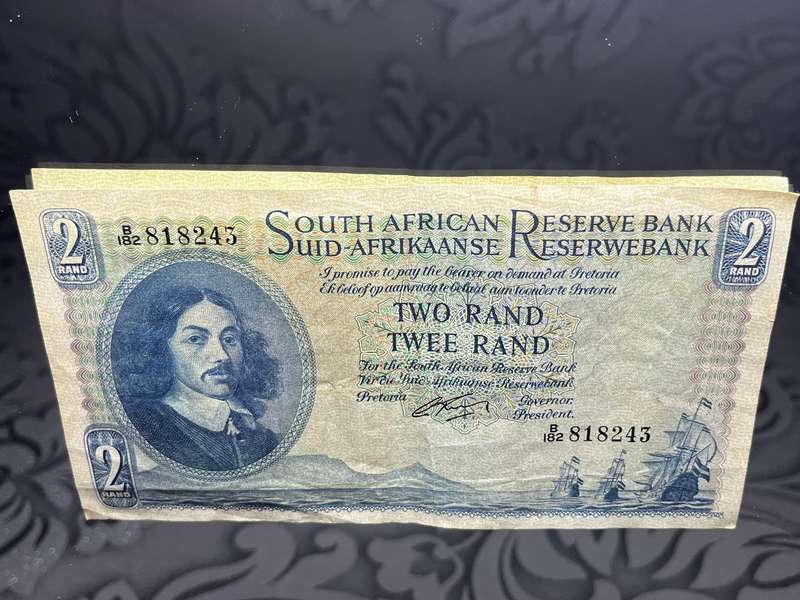 2 RAND
B/182 818243
SOUTH AFRICAN RESERVE BANK
SUID-AFRIKAANSE RESERWEBANK
2 RAND
I promise to pay the bearer on demand at Pretoria
Ek beloof op aanvraag te betaal aan toonder te Pretoria
TWO RAND
TWEE RAND
For the South African Reserve Bank
Vir die Suid-Afrikaanse Reserwebank
Pretoria
Governor.
President.
B/182 818243
2 RAND